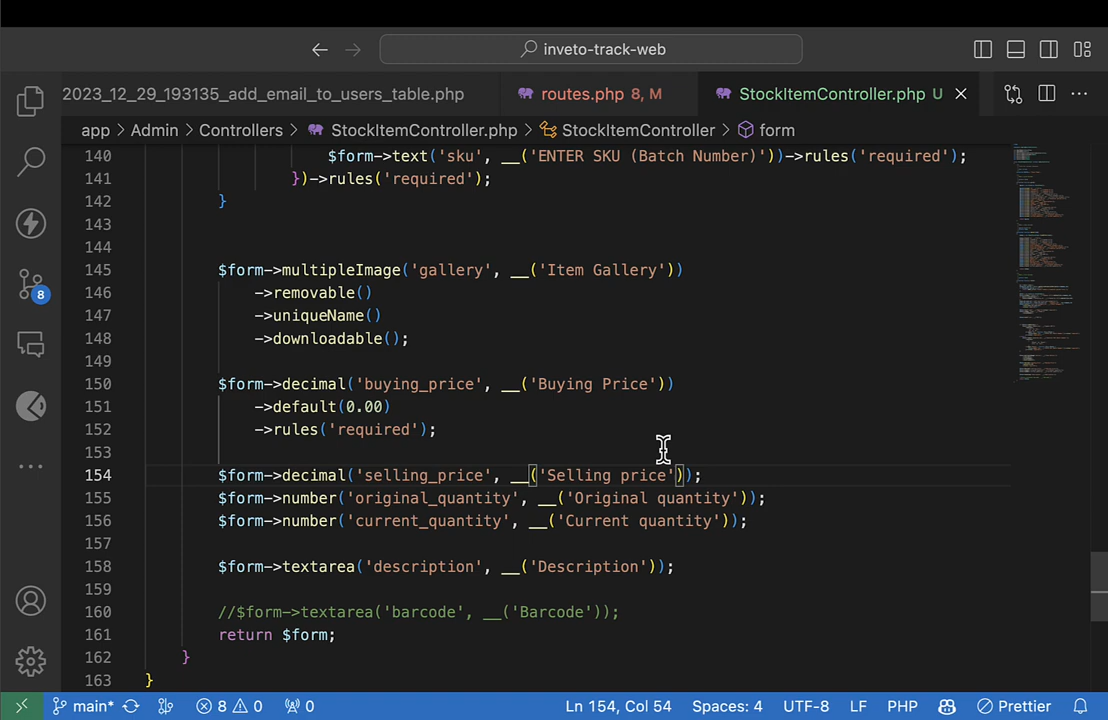 inveto-track-web
2023_12_29_193135_add_email_to_users_table.php
routes.php 8, M
StockItemController.php U
app > Admin > Controllers > StockItemController.php > StockItemController > form
140 $form->text('sku', __('ENTER SKU (Batch Number)'))->rules('required');
141 })->rules('required');
142 }
143
144
145 $form->multipleImage('gallery', __('Item Gallery'))
146 ->removable()
147 ->uniqueName()
148 ->downloadable();
149
150 $form->decimal('buying_price', __('Buying Price'))
151 ->default(0.00)
152 ->rules('required');
153
154 $form->decimal('selling_price', __('Selling price'));
155 $form->number('original_quantity', __('Original quantity'));
156 $form->number('current_quantity', __('Current quantity'));
157
158 $form->textarea('description', __('Description'));
159
160 //$form->textarea('barcode', __('Barcode'));
161 return $form;
162 }
163 }
8
main* 8 0 0 Ln 154, Col 54 Spaces: 4 UTF-8 LF PHP Prettier